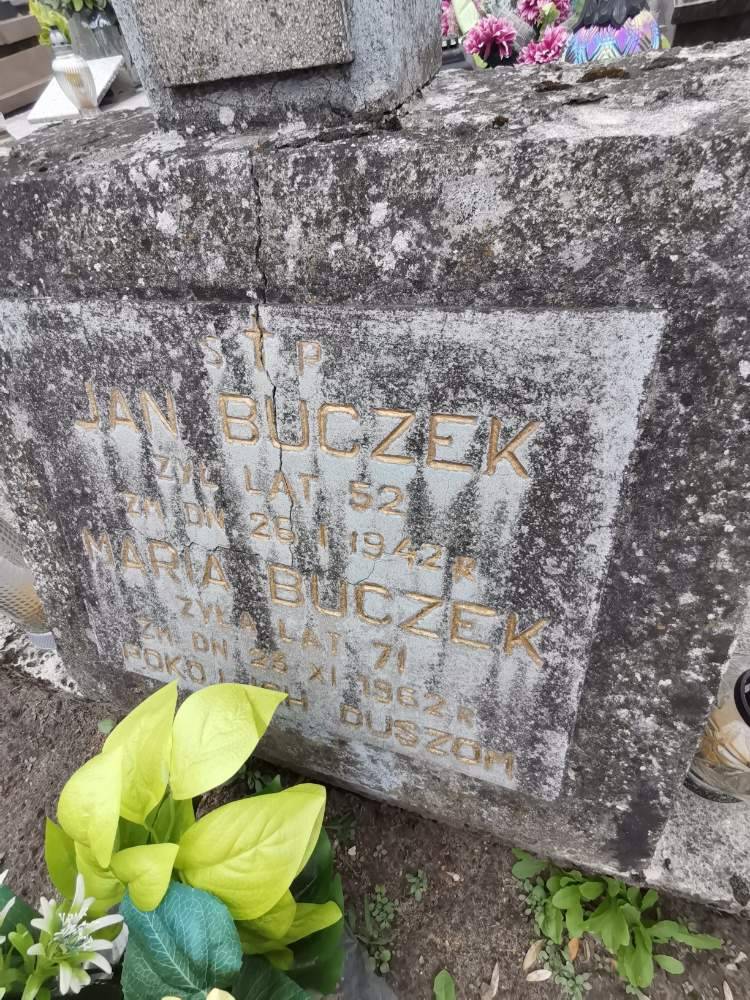 Ś † P
JAN BUCZEK
ŻYŁ LAT 52
ZM DN 26 I 1942 R
MARIA BUCZEK
ŻYŁA LAT 71
ZM DN 25 XI 1962 R
POKÓJ ICH DUSZOM